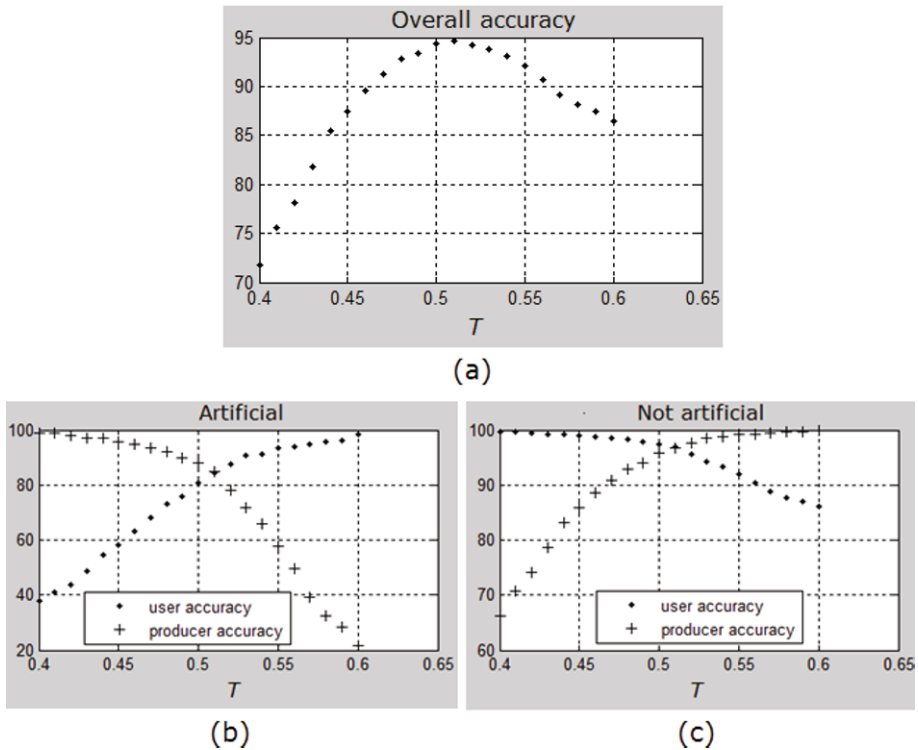 Overall accuracy
95
90
85
80
75
70
0.4 0.45 0.5 0.55 0.6 0.65
T
(a)
Artificial
100
80
60
40
20
0.4 0.45 0.5 0.55 0.6 0.65
user accuracy
producer accuracy
T
(b)
Not artificial
100
90
80
70
60
0.4 0.45 0.5 0.55 0.6 0.65
user accuracy
producer accuracy
T
(c)